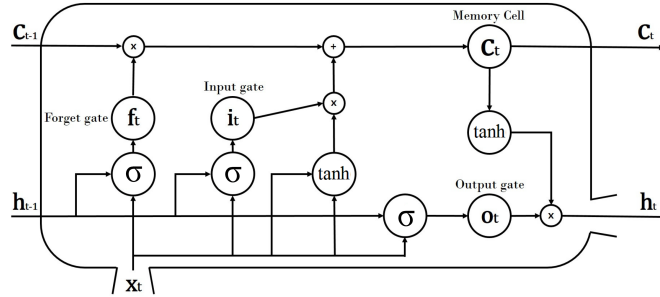 Memory Cell
Cₜ₋₁
x
+
Cₜ
Cₜ
Input gate
x
Forget gate
fₜ
iₜ
tanh
σ
σ
tanh
Output gate
hₜ₋₁
σ
oₜ
x
hₜ
xₜ